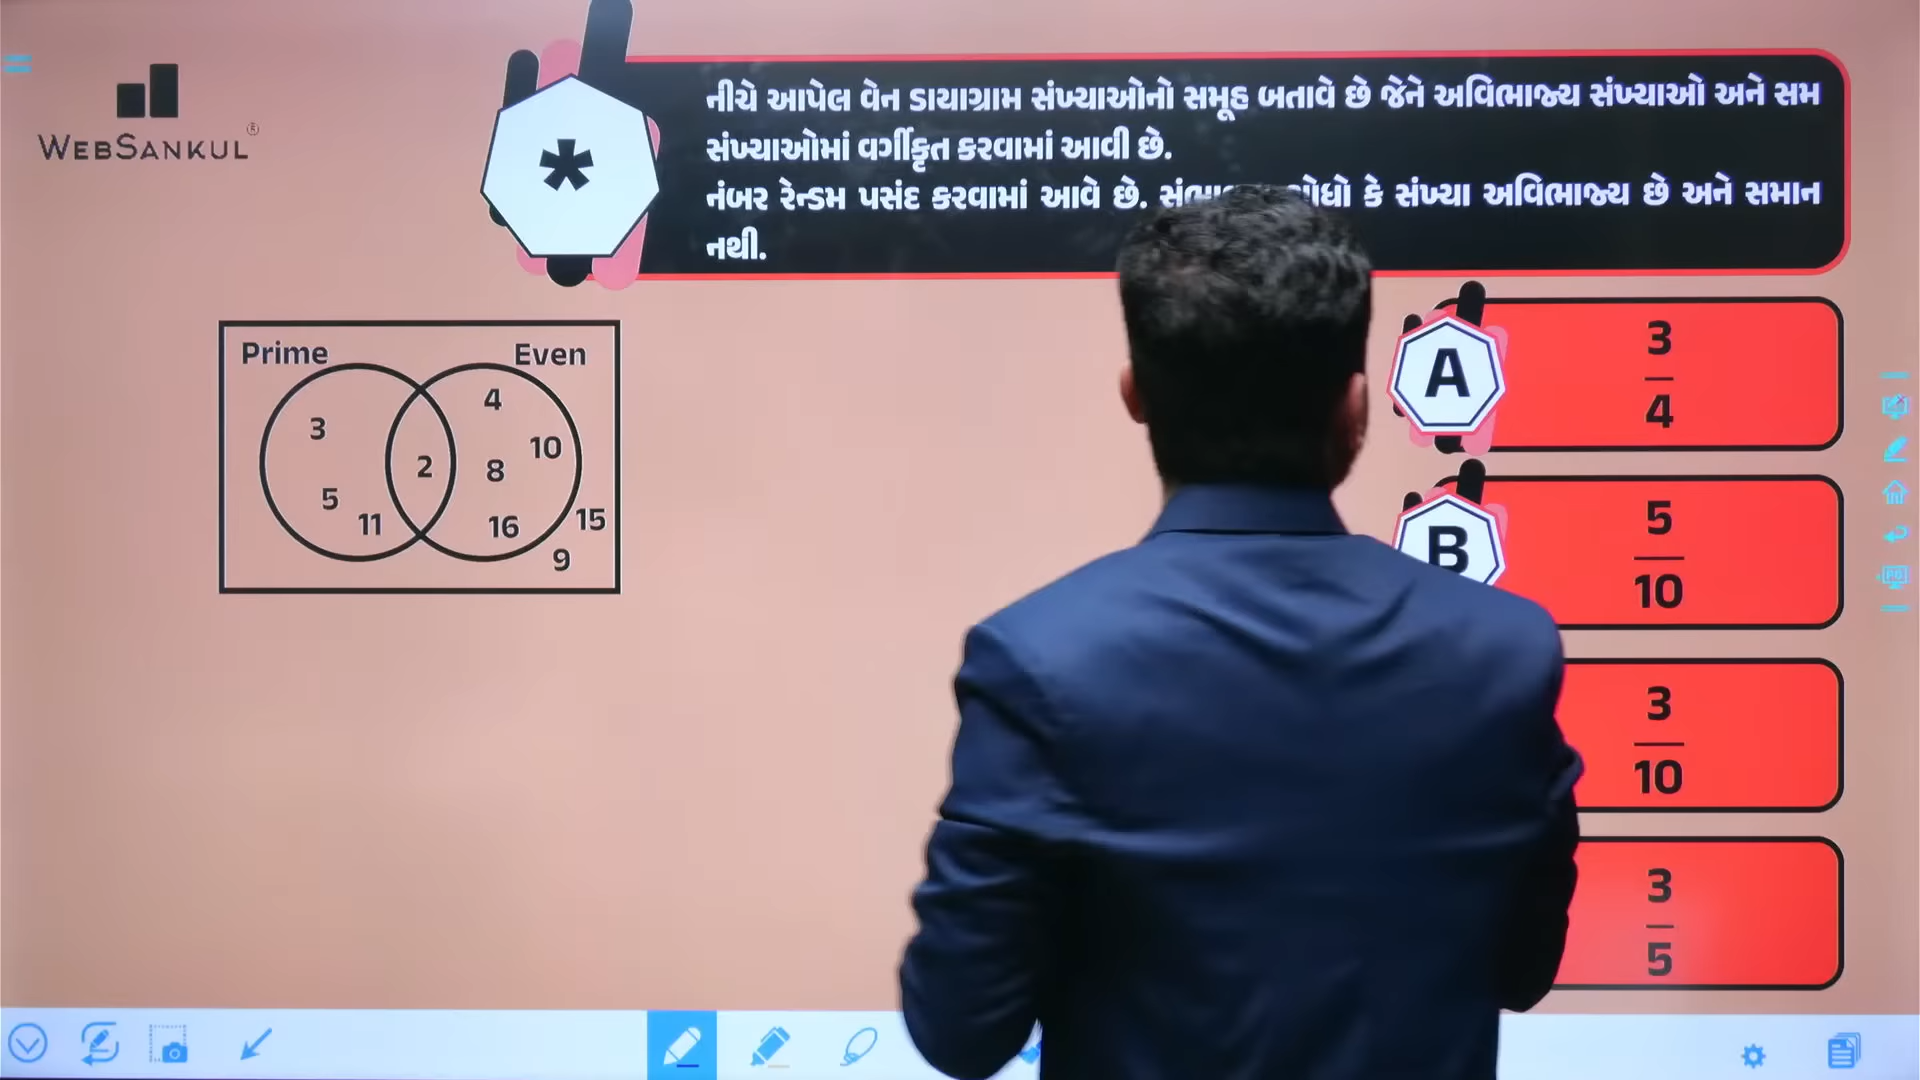 WEBSANKUL®
*
નીચે આપેલ વેન ડાયાગ્રામ સંખ્યાઓનો સમૂહ બતાવે છે જેને અવિભાજ્ય સંખ્યાઓ અને સમ
સંખ્યાઓમાં વર્ગીકૃત કરવામાં આવી છે.
નંબર રેન્ડમ પસંદ કરવામાં આવે છે. કે સંખ્યા અવિભાજ્ય છે અને સમાન
નથી.
Prime Even
4
3
10
2 8
5
11 16 15
9
A
3
4
B
5
10
3
10
3
5